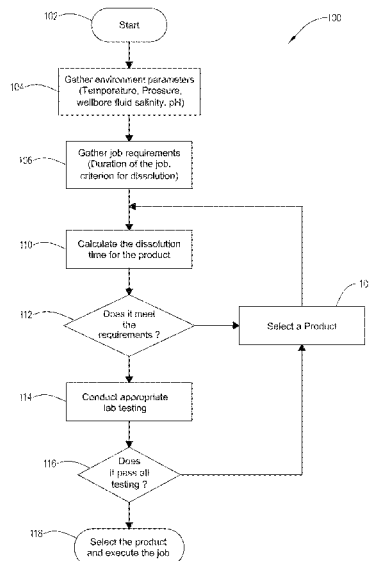 102
Start
100
104
Gather environment parameters
(Temperature, Pressure,
wellbore fluid salinity, pH)
106
Gather job requirements
(Duration of the job,
criterion for dissolution)
110
Calculate the dissolution
time for the product
112
Does it meet
the
requirements ?
10
Select a Product
114
Conduct appropriate
lab testing
116
Does
it pass all
testing ?
118
Select the product
and execute the job